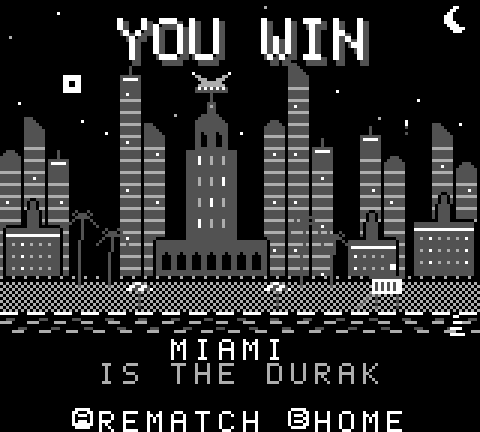 YOU WIN
MIAMI
IS THE DURAK
Ⓐ REMATCH Ⓑ HOME